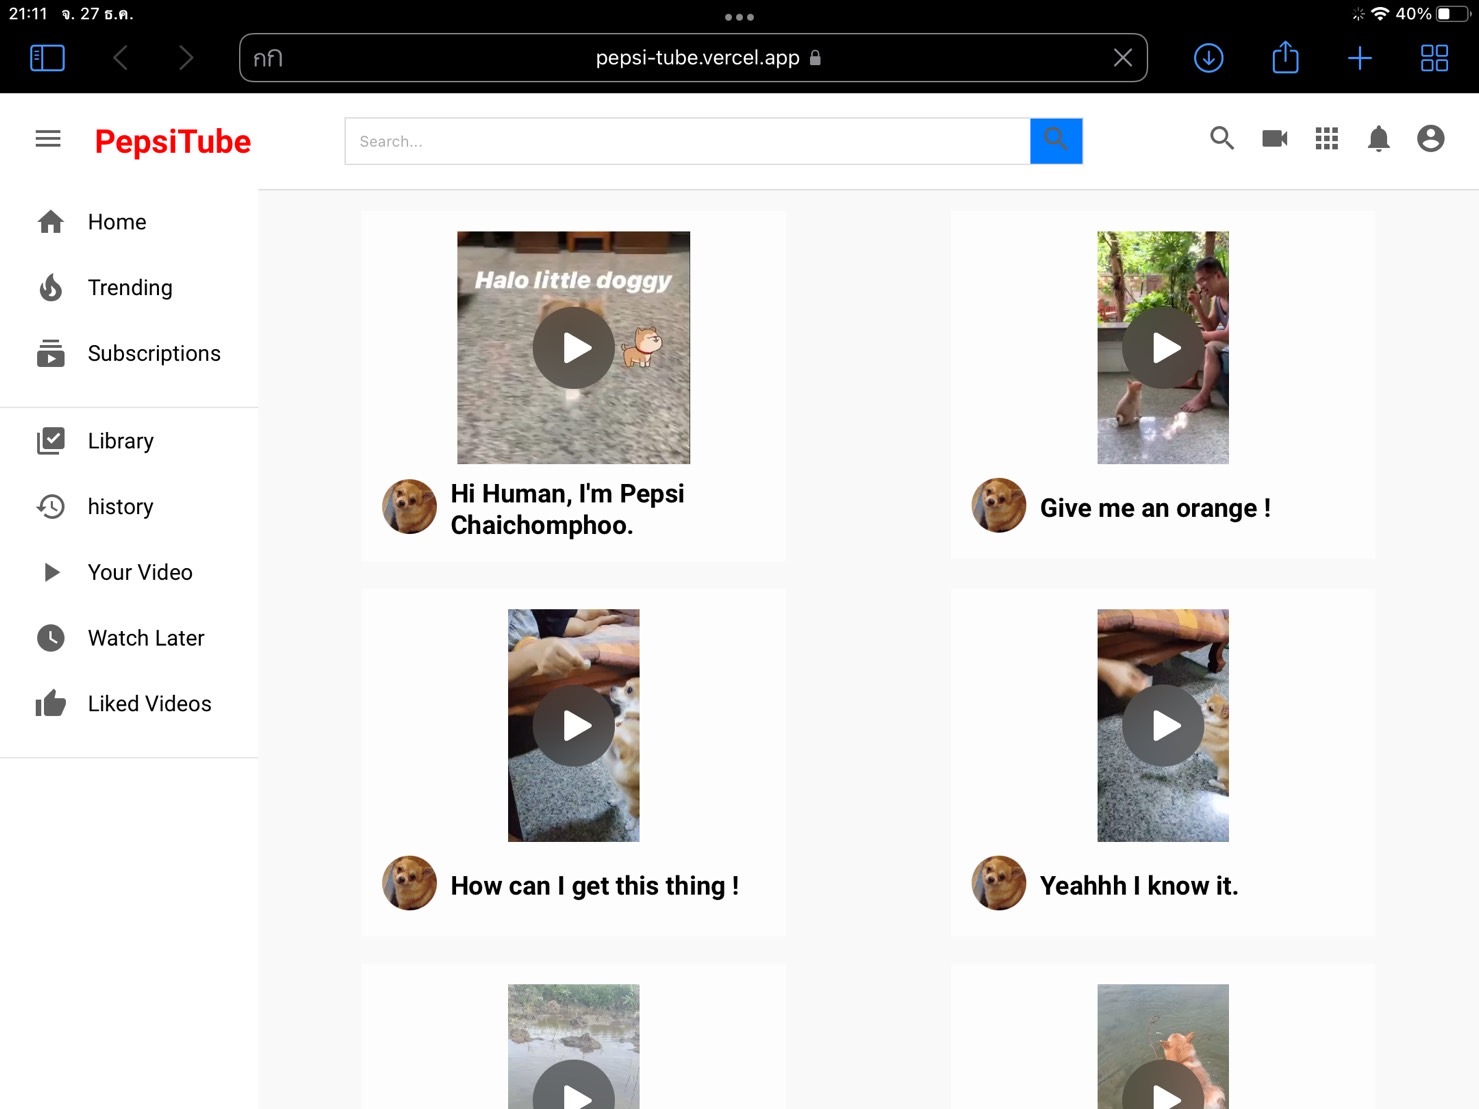 21:11 จ. 27 ธ.ค.
40%
กกิ pepsi-tube.vercel.app
PepsiTube
Search...
Home
Trending
Subscriptions
Library
history
Your Video
Watch Later
Liked Videos
Halo little doggy
Hi Human, I'm Pepsi
Chaichomphoo.
Give me an orange !
How can I get this thing !
Yeahhh I know it.